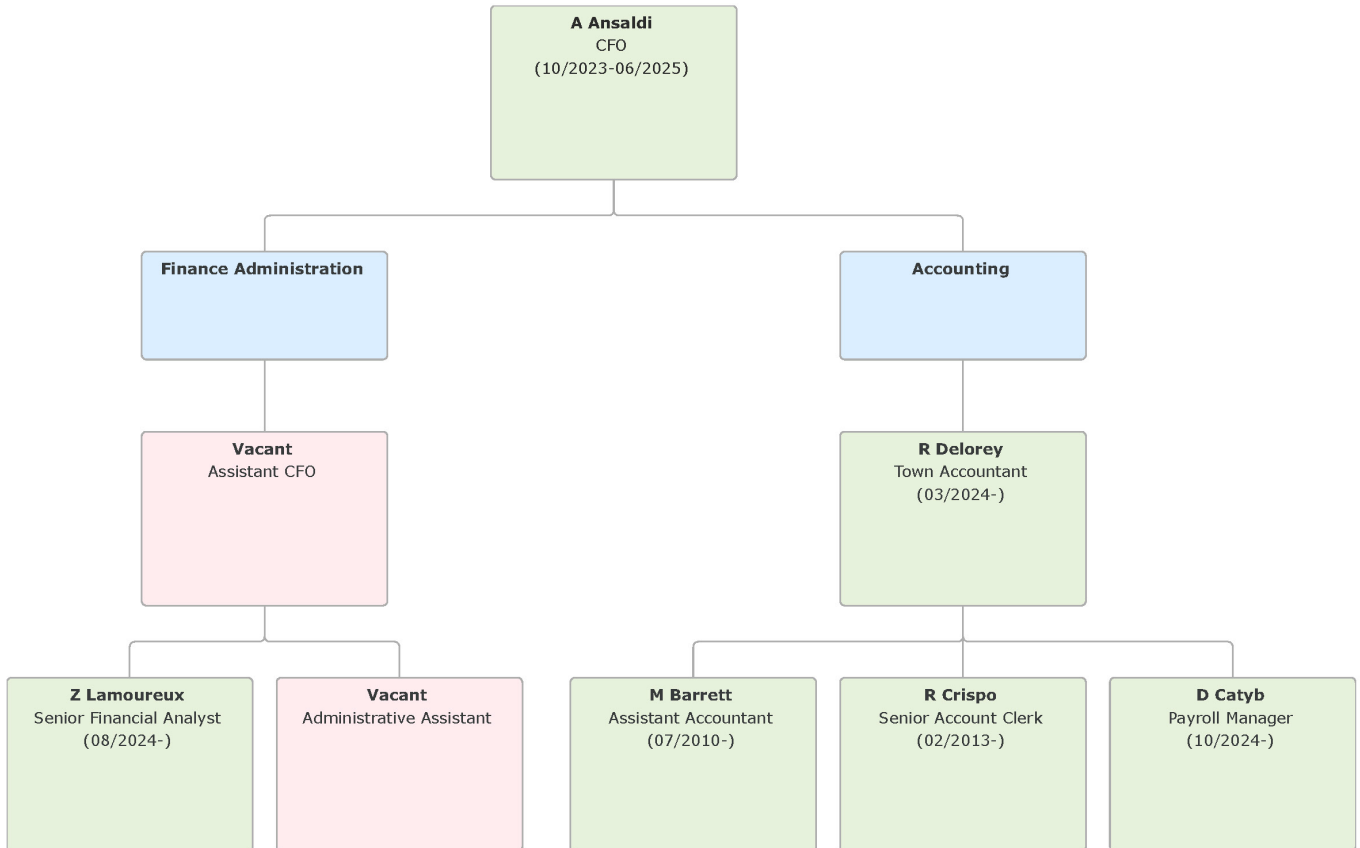 A Ansaldi
CFO
(10/2023-06/2025)
Finance Administration
Accounting
Vacant
Assistant CFO
R Delorey
Town Accountant
(03/2024-)
Z Lamoureux
Senior Financial Analyst
(08/2024-)
Vacant
Administrative Assistant
M Barrett
Assistant Accountant
(07/2010-)
R Crispo
Senior Account Clerk
(02/2013-)
D Catyb
Payroll Manager
(10/2024-)